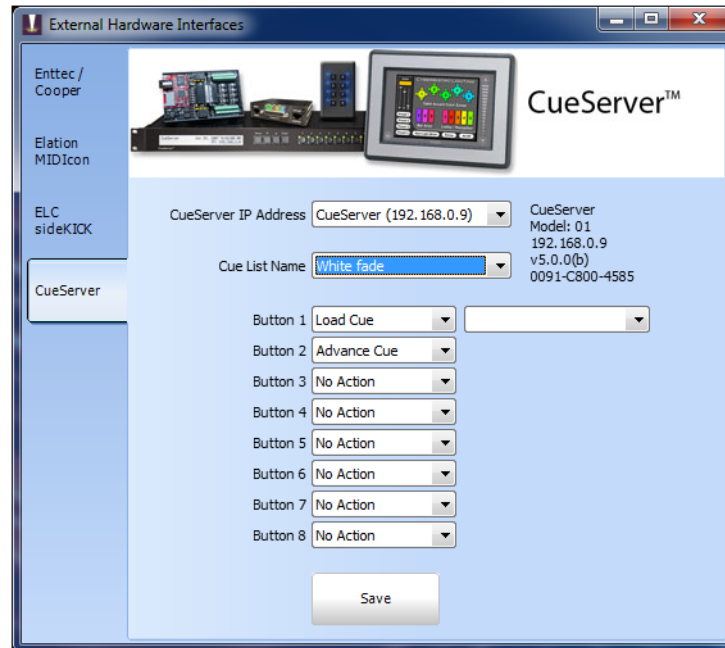 External Hardware Interfaces
Enttec /
Cooper
Elation
MIDIcon
ELC
sideKICK
CueServer
CueServer™
CueServer IP Address CueServer (192.168.0.9)
Cue List Name White fade
CueServer
Model: 01
192.168.0.9
v5.0.0(b)
0091-C800-4585
Button 1 Load Cue
Button 2 Advance Cue
Button 3 No Action
Button 4 No Action
Button 5 No Action
Button 6 No Action
Button 7 No Action
Button 8 No Action
Save